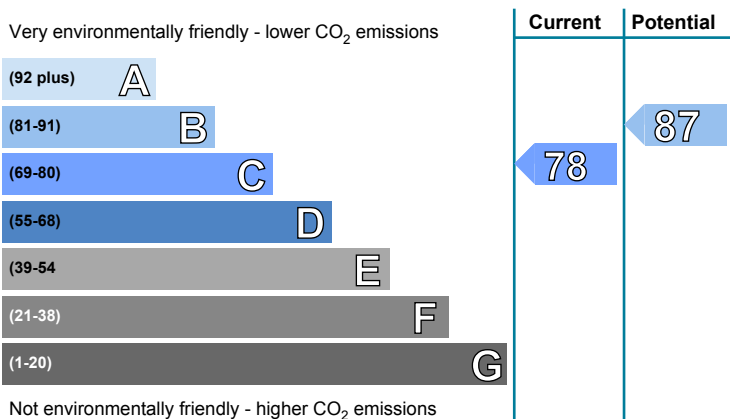 Very environmentally friendly - lower CO2 emissions
Current
Potential
(92 plus) A
(81-91) B
87
(69-80) C
78
(55-68) D
(39-54 E
(21-38) F
(1-20) G
Not environmentally friendly - higher CO2 emissions